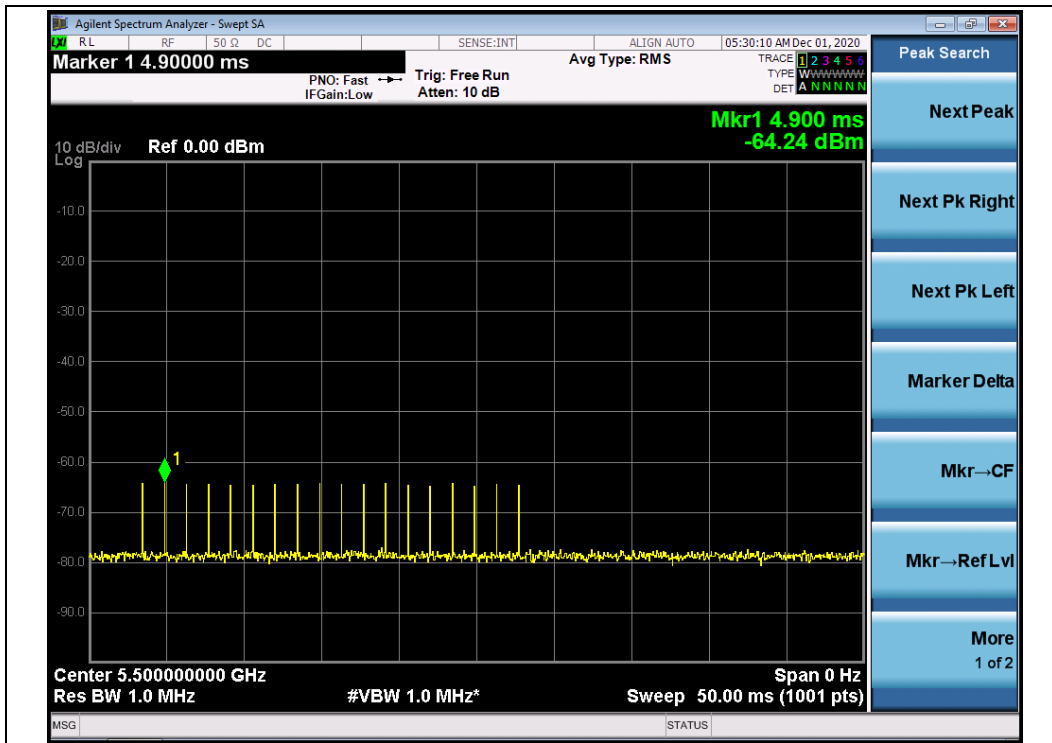 Agilent Spectrum Analyzer - Swept SA
LXI RL RF 50 Ω DC SENSE:INT ALIGN AUTO 05:30:10 AM Dec 01, 2020
Marker 1 4.90000 ms
PNO: Fast
IFGain:Low
Trig: Free Run
Atten: 10 dB
Avg Type: RMS
TRACE 1 2 3 4 5 6
TYPE WWWWWW
DET A N N N N N
Mkr1 4.900 ms
-64.24 dBm
10 dB/div Ref 0.00 dBm
Log
-10.0
-20.0
-30.0
-40.0
-50.0
-60.0
-70.0
-80.0
-90.0
1
Center 5.500000000 GHz Span 0 Hz
Res BW 1.0 MHz #VBW 1.0 MHz* Sweep 50.00 ms (1001 pts)
MSG STATUS
Peak Search
Next Peak
Next Pk Right
Next Pk Left
Marker Delta
Mkr→CF
Mkr→Ref Lvl
More
1 of 2